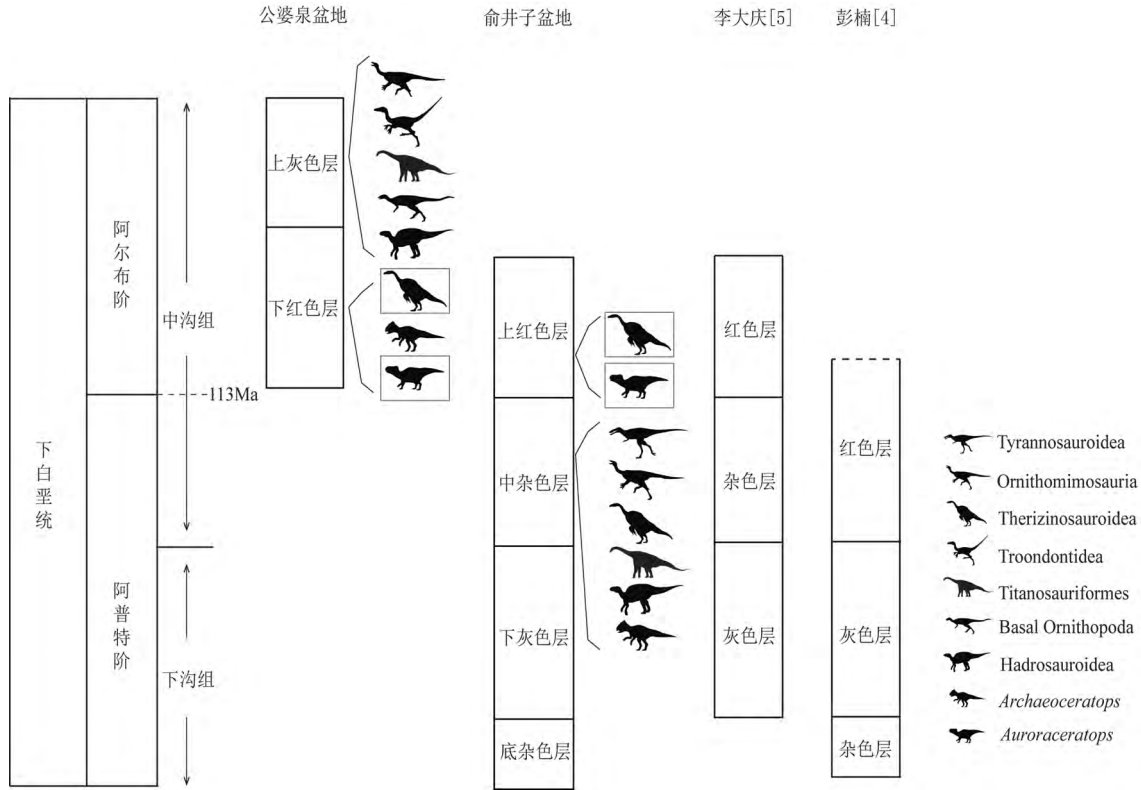 公婆泉盆地
俞井子盆地
李大庆[5]
彭楠[4]
下白垩统
阿尔布阶
阿普特阶
中沟组
下沟组
113Ma
上灰色层
下红色层
上红色层
中杂色层
下灰色层
底杂色层
红色层
杂色层
灰色层
红色层
灰色层
杂色层
Tyrannosauroidea
Ornithomimosauria
Therizinosauroidea
Troondontidea
Titanosauriformes
Basal Ornithopoda
Hadrosauroidea
Archaeoceratops
Auroraceratops